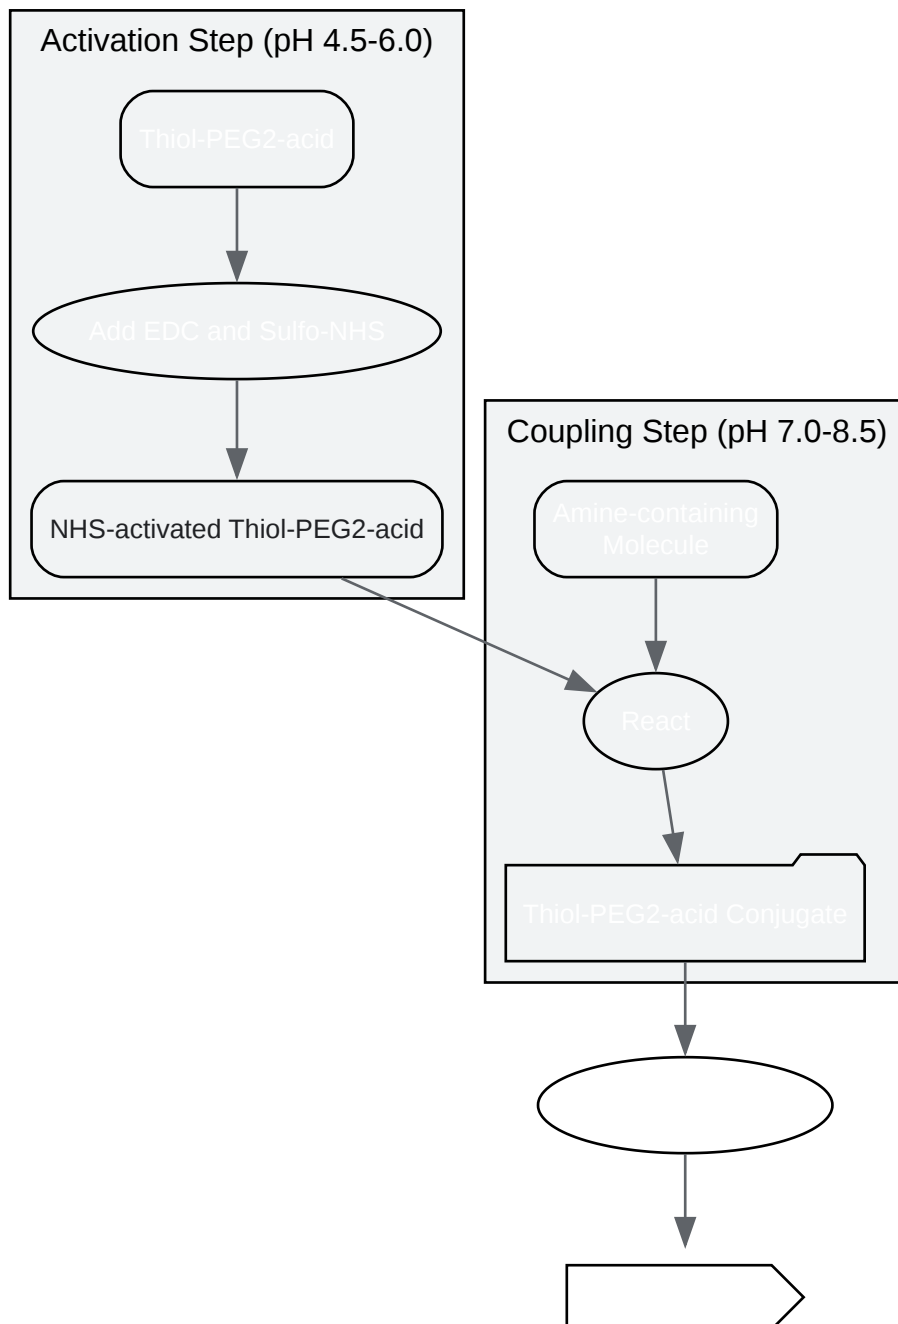 Activation Step (pH 4.5-6.0)
Thiol-PEG2-acid
Add EDC and Sulfo-NHS
NHS-activated Thiol-PEG2-acid
Coupling Step (pH 7.0-8.5)
Amine-containing
Molecule
React
Thiol-PEG2-acid Conjugate